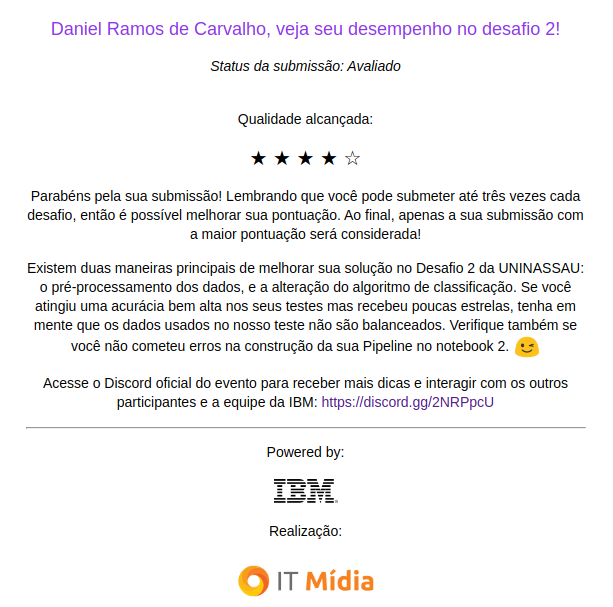 Daniel Ramos de Carvalho, veja seu desempenho no desafio 2!
Status da submissão: Avaliado
Qualidade alcançada:
★ ★ ★ ★ ☆
Parabéns pela sua submissão! Lembrando que você pode submeter até três vezes cada
desafio, então é possível melhorar sua pontuação. Ao final, apenas a sua submissão com
a maior pontuação será considerada!
Existem duas maneiras principais de melhorar sua solução no Desafio 2 da UNINASSAU:
o pré-processamento dos dados, e a alteração do algoritmo de classificação. Se você
atingiu uma acurácia bem alta nos seus testes mas recebeu poucas estrelas, tenha em
mente que os dados usados no nosso teste não são balanceados. Verifique também se
você não cometeu erros na construção da sua Pipeline no notebook 2. 😉
Acesse o Discord oficial do evento para receber mais dicas e interagir com os outros
participantes e a equipe da IBM: https://discord.gg/2NRPpcU
Powered by:
IBM
Realização:
IT Mídia